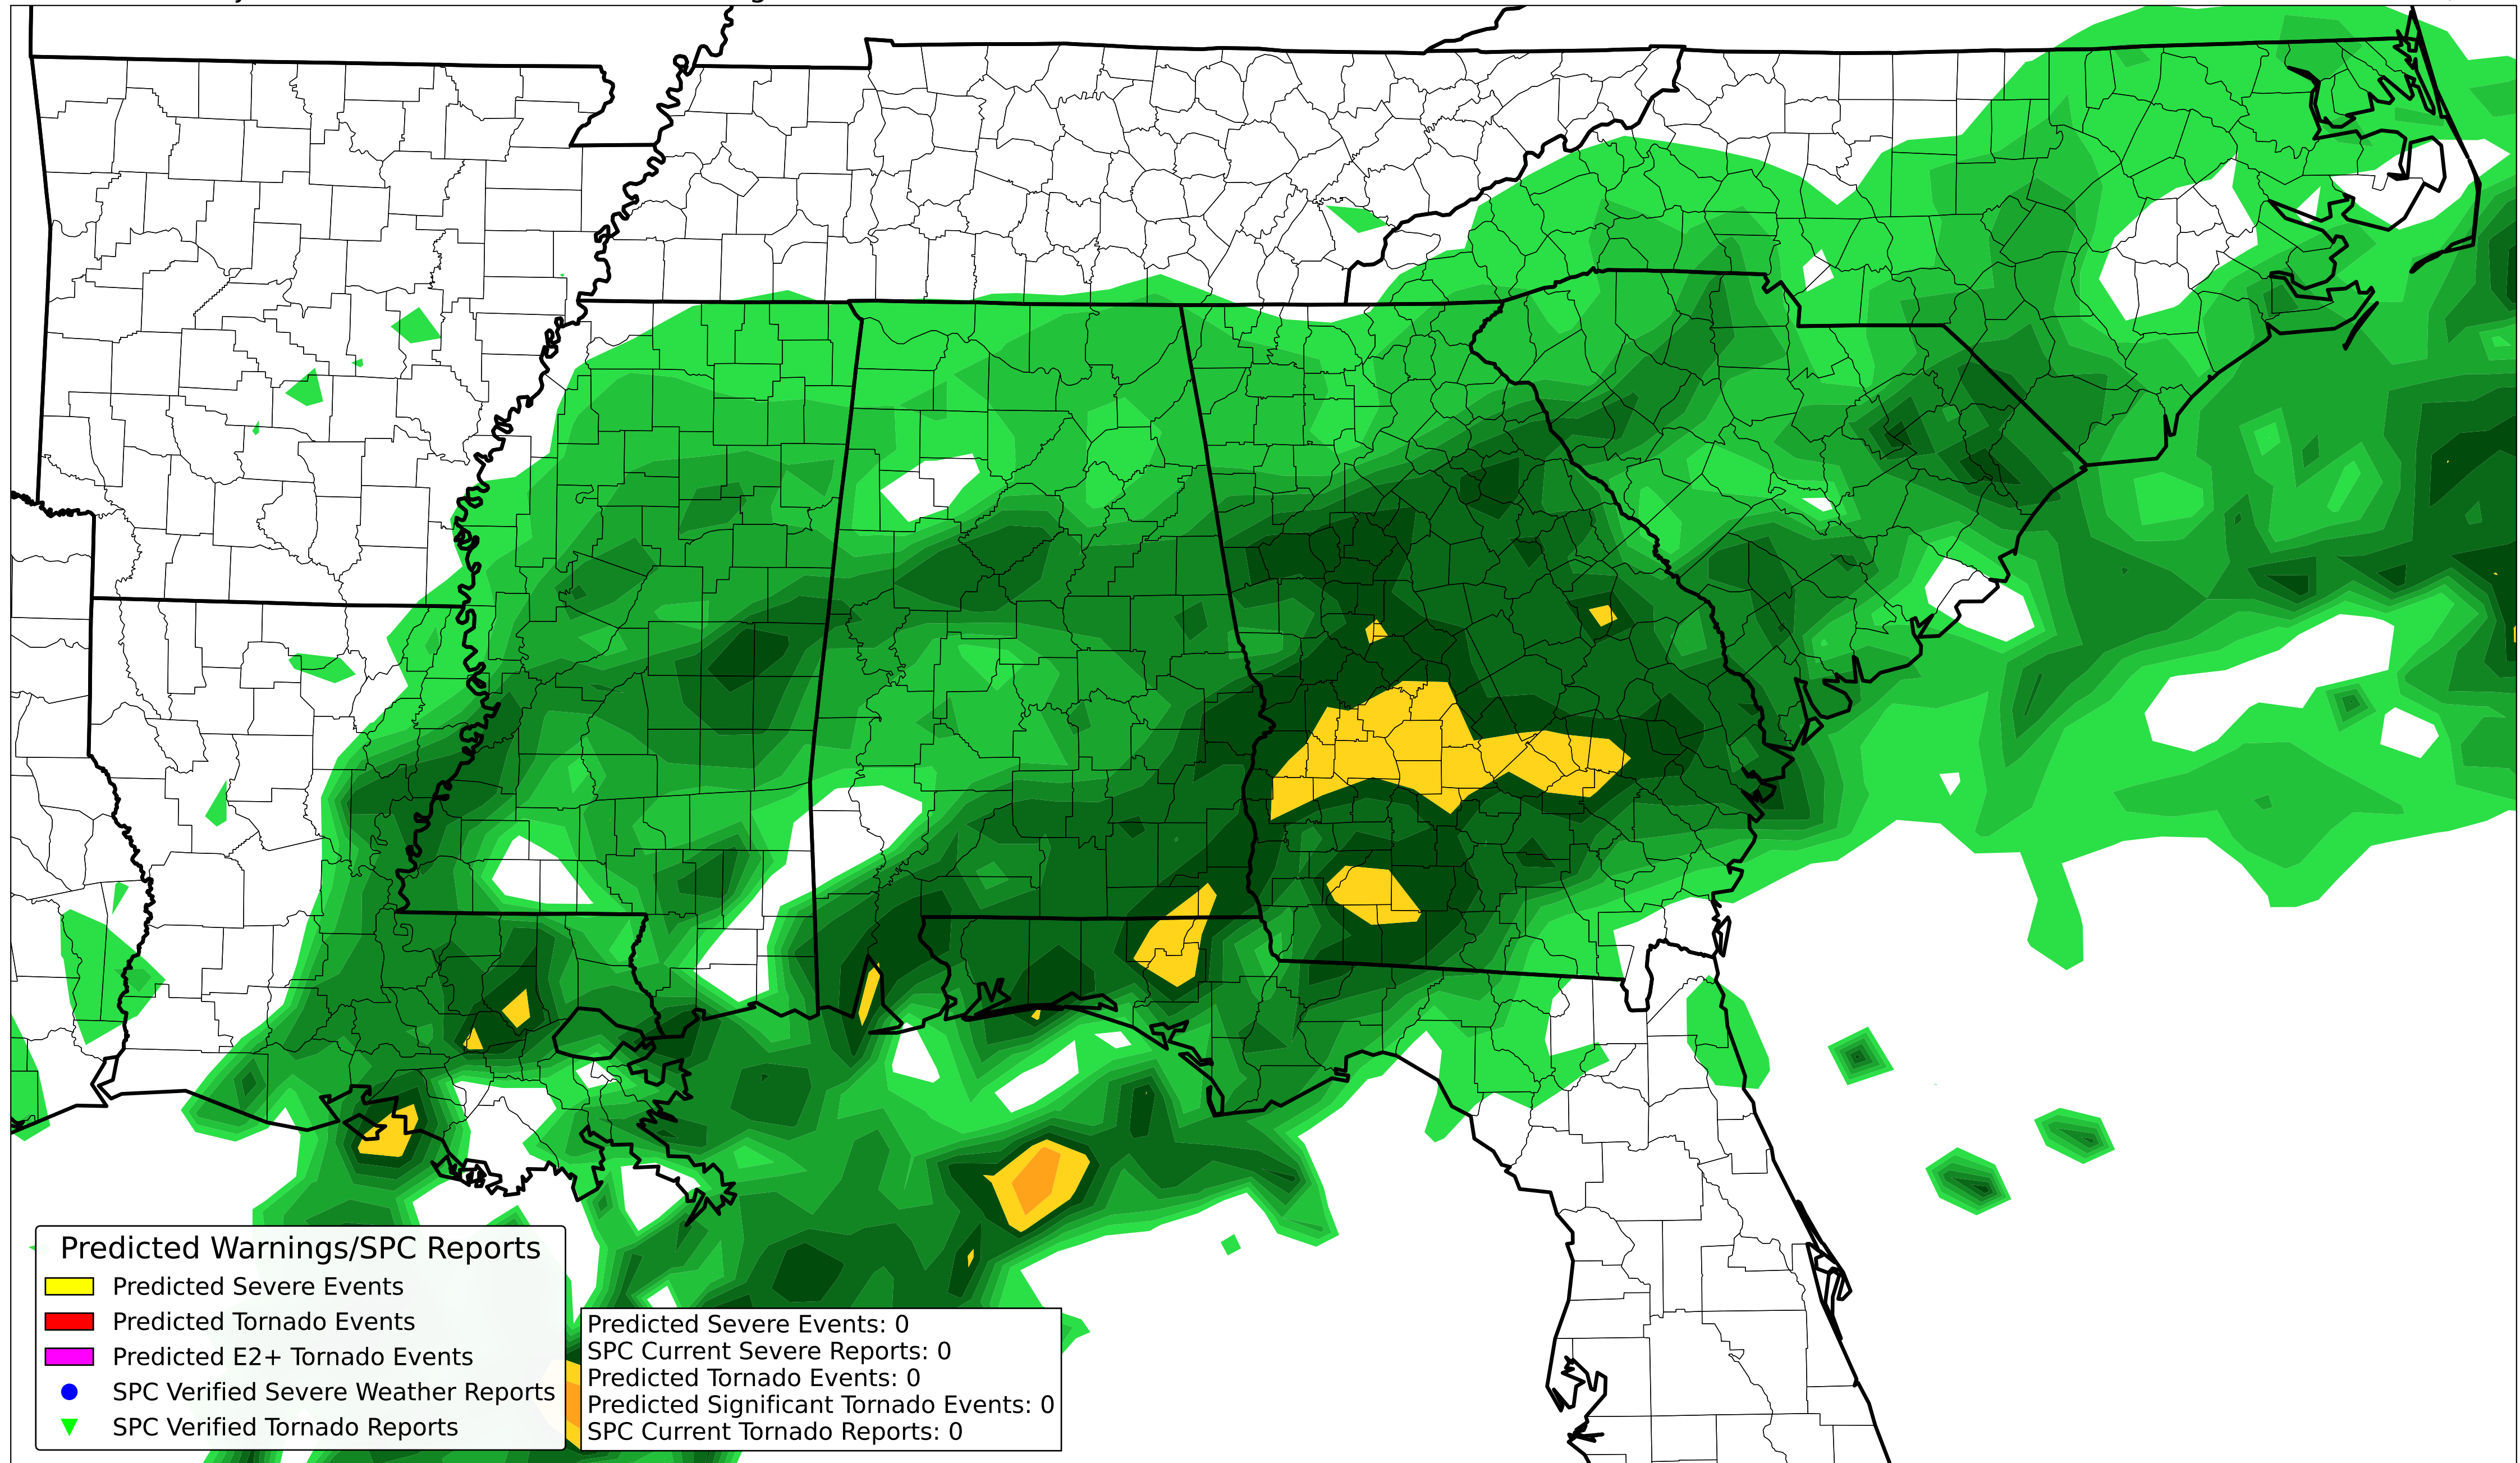 Predicted Warnings/SPC Reports
Predicted Severe Events
Predicted Tornado Events
Predicted E2+ Tornado Events
SPC Verified Severe Weather Reports
SPC Verified Tornado Reports
Predicted Severe Events: 0
SPC Current Severe Reports: 0
Predicted Tornado Events: 0
Predicted Significant Tornado Events: 0
SPC Current Tornado Reports: 0